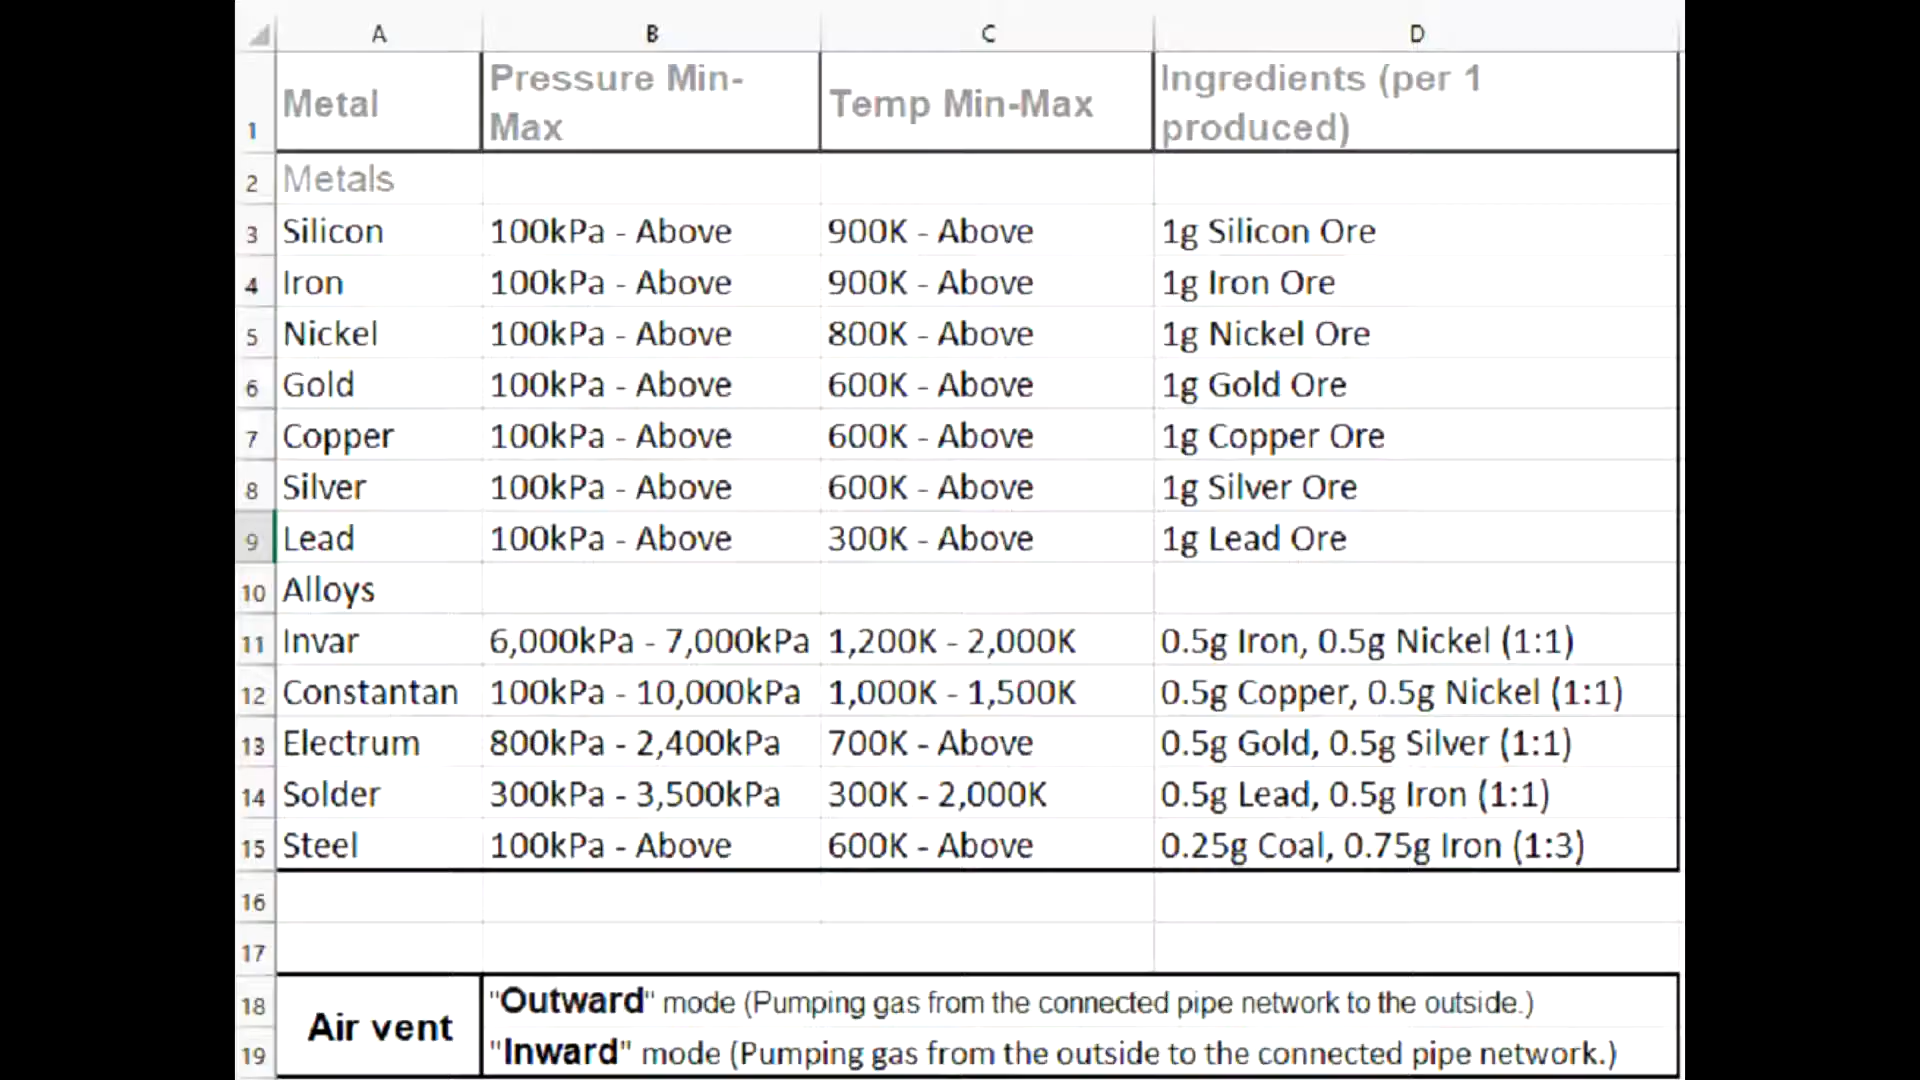 A B C D
1 Metal Pressure Min-Max Temp Min-Max Ingredients (per 1 produced)
2 Metals
3 Silicon 100kPa - Above 900K - Above 1g Silicon Ore
4 Iron 100kPa - Above 900K - Above 1g Iron Ore
5 Nickel 100kPa - Above 800K - Above 1g Nickel Ore
6 Gold 100kPa - Above 600K - Above 1g Gold Ore
7 Copper 100kPa - Above 600K - Above 1g Copper Ore
8 Silver 100kPa - Above 600K - Above 1g Silver Ore
9 Lead 100kPa - Above 300K - Above 1g Lead Ore
10 Alloys
11 Invar 6,000kPa - 7,000kPa 1,200K - 2,000K 0.5g Iron, 0.5g Nickel (1:1)
12 Constantan 100kPa - 10,000kPa 1,000K - 1,500K 0.5g Copper, 0.5g Nickel (1:1)
13 Electrum 800kPa - 2,400kPa 700K - Above 0.5g Gold, 0.5g Silver (1:1)
14 Solder 300kPa - 3,500kPa 300K - 2,000K 0.5g Lead, 0.5g Iron (1:1)
15 Steel 100kPa - Above 600K - Above 0.25g Coal, 0.75g Iron (1:3)
16
17
18 "Outward" mode (Pumping gas from the connected pipe network to the outside.)
Air vent
19 "Inward" mode (Pumping gas from the outside to the connected pipe network.)